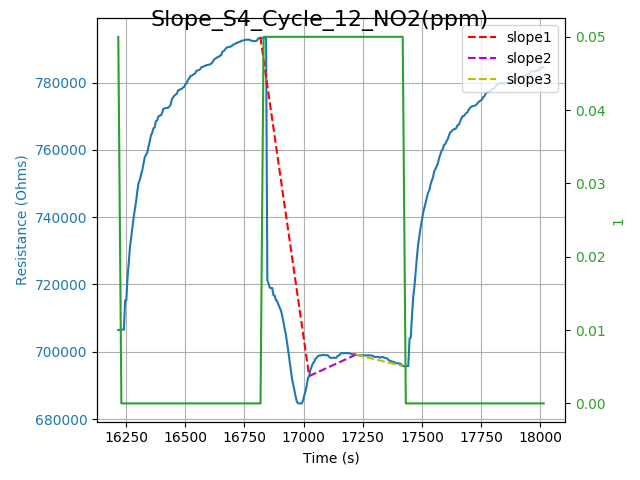 Slope_S4_Cycle_12_NO2(ppm)
slope1
slope2
slope3
Resistance (Ohms)
780000
760000
740000
720000
700000
680000
0.05
0.04
0.03
0.02
0.01
0.00
1
16250 16500 16750 17000 17250 17500 17750 18000
Time (s)